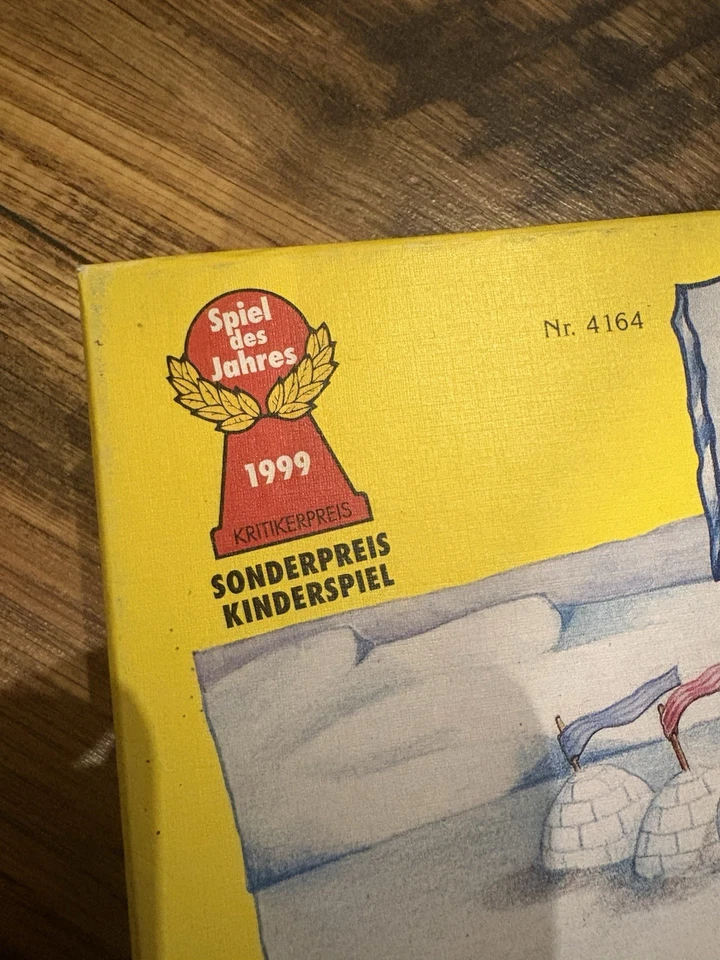 Spiel
des
Jahres
Nr. 4164
1999
KRITIKERPREIS
SONDERPREIS
KINDERSPIEL